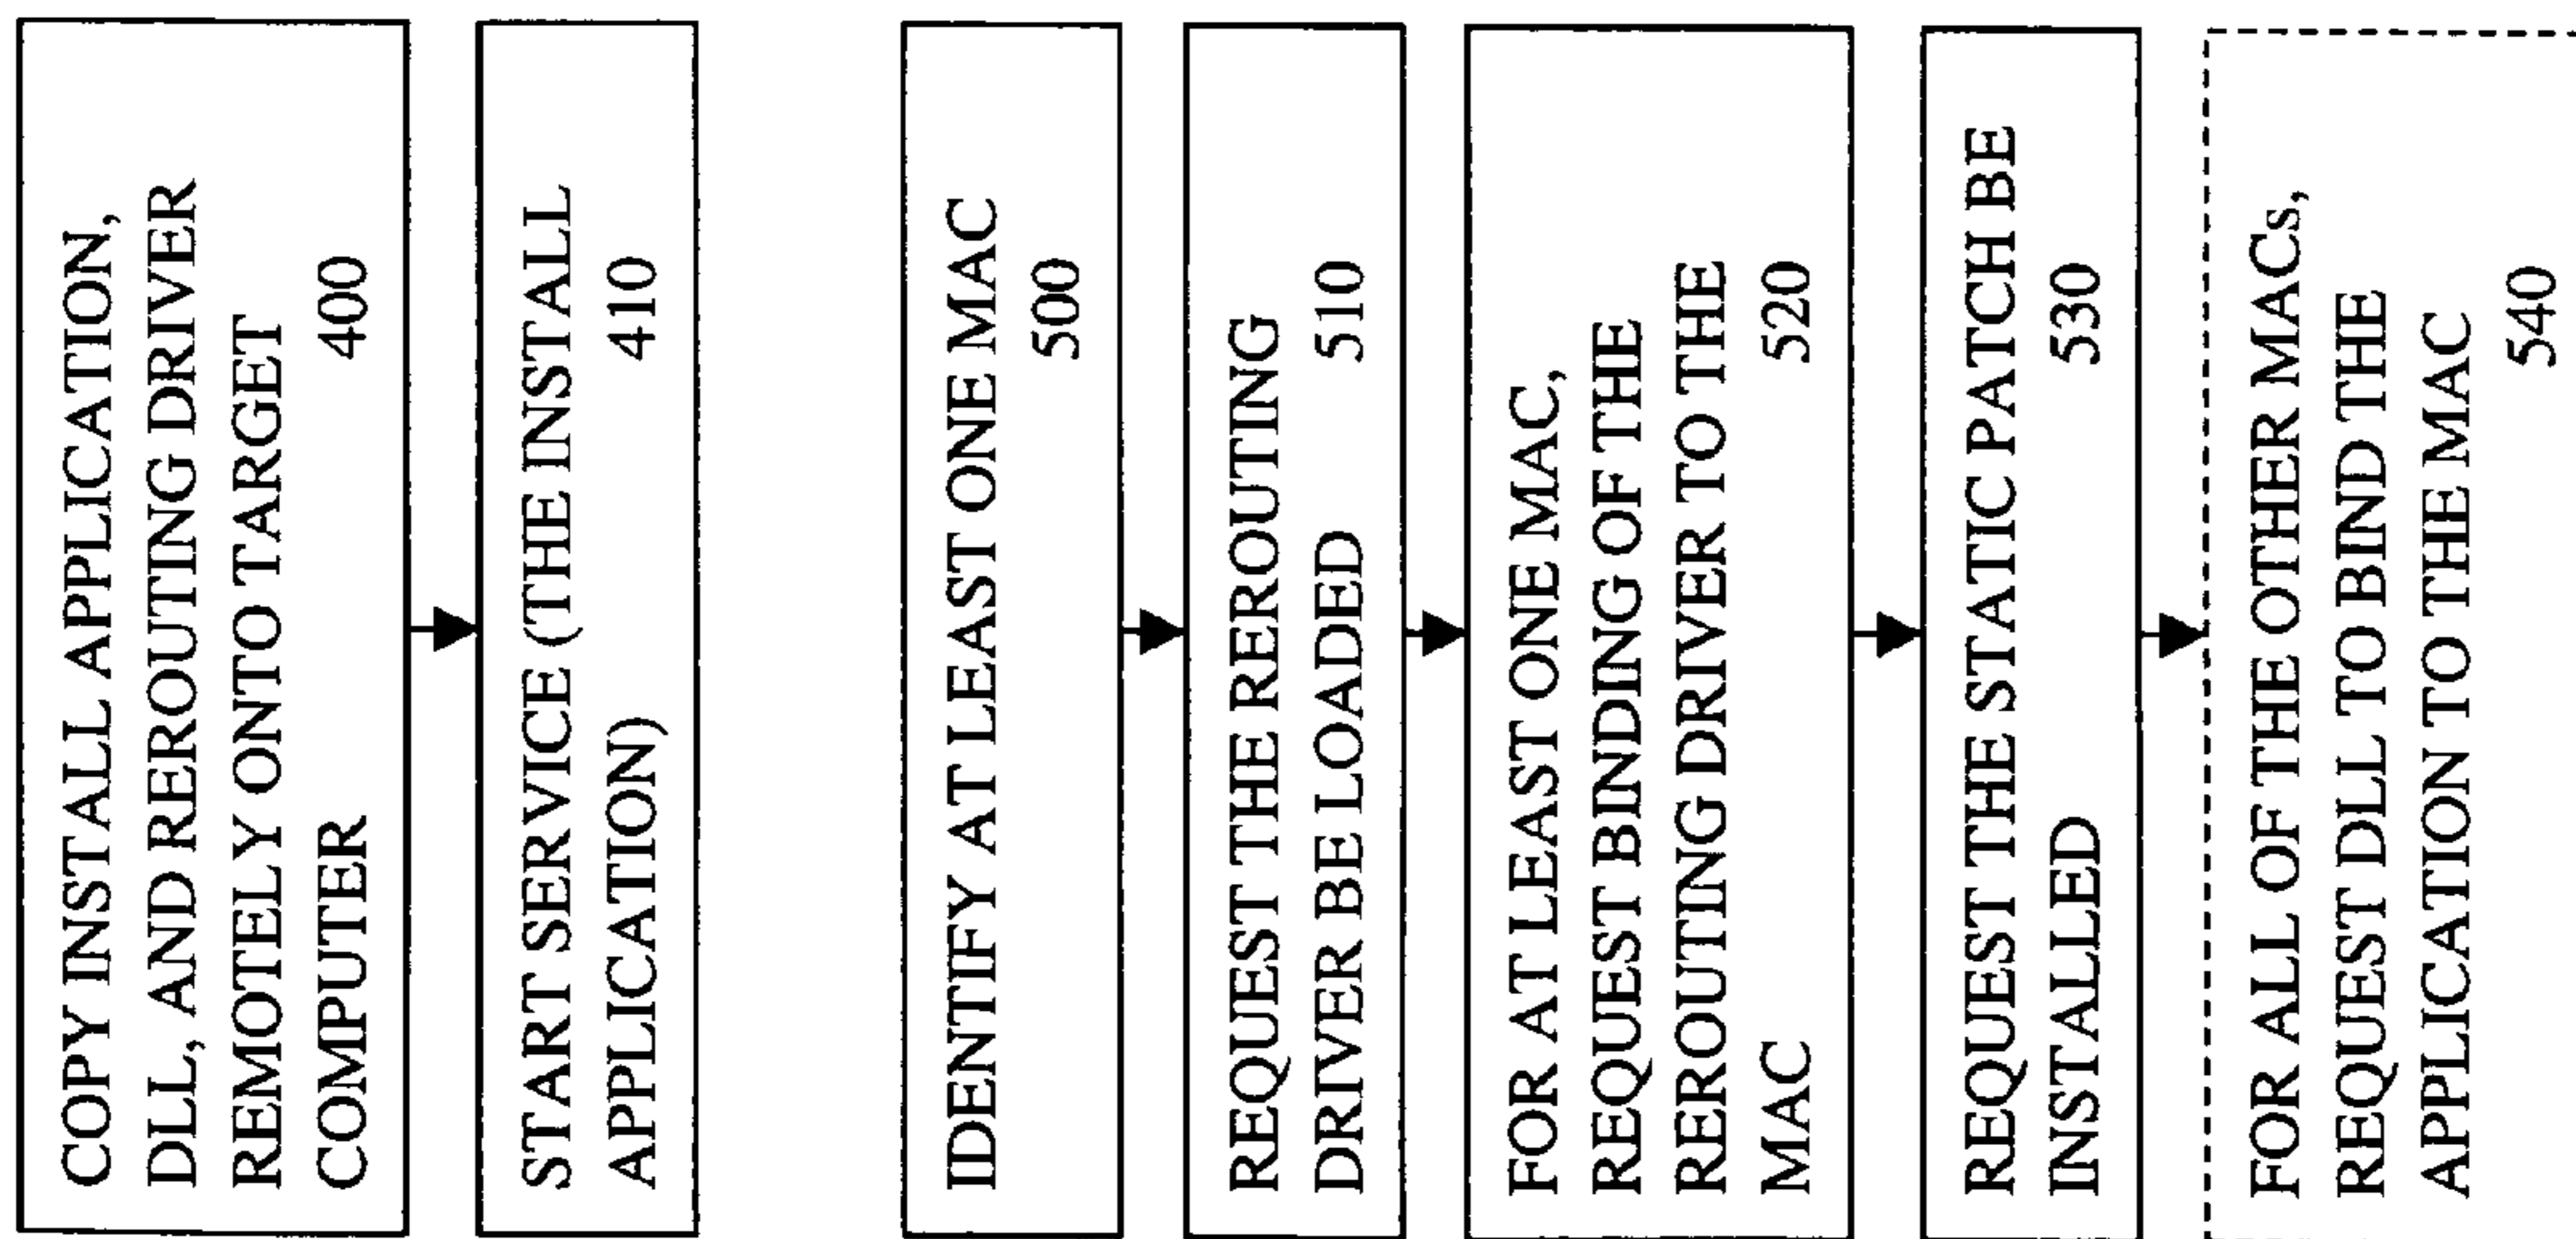 COPY INSTALL APPLICATION,
DLL, AND REROUTING DRIVER
REMOTELY ONTO TARGET
COMPUTER 400
START SERVICE (THE INSTALL
APPLICATION) 410
IDENTIFY AT LEAST ONE MAC
500
REQUEST THE REROUTING
DRIVER BE LOADED 510
FOR AT LEAST ONE MAC,
REQUEST BINDING OF THE
REROUTING DRIVER TO THE
MAC 520
REQUEST THE STATIC PATCH BE
INSTALLED 530
FOR ALL OF THE OTHER MACs,
REQUEST DLL TO BIND THE
APPLICATION TO THE MAC
540